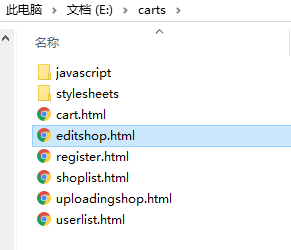 此电脑 > 文档 (E:) > carts >
名称
javascript
stylesheets
cart.html
editshop.html
register.html
shoplist.html
uploadingshop.html
userlist.html